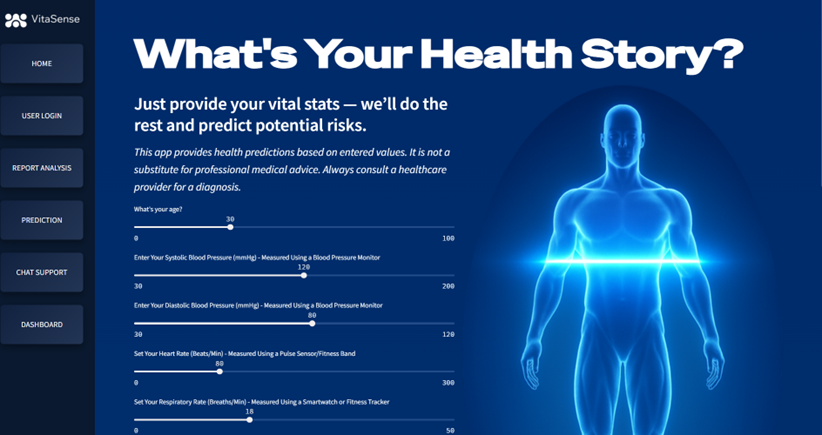 VitaSense
HOME
USER LOGIN
REPORT ANALYSIS
PREDICTION
CHAT SUPPORT
DASHBOARD
What's Your Health Story?
Just provide your vital stats — we'll do the
rest and predict potential risks.
This app provides health predictions based on entered values. It is not a
substitute for professional medical advice. Always consult a healthcare
provider for a diagnosis.
What's your age?
30
0 100
Enter Your Systolic Blood Pressure (mmHg) - Measured Using a Blood Pressure Monitor
120
30 200
Enter Your Diastolic Blood Pressure (mmHg) - Measured Using a Blood Pressure Monitor
80
30 120
Set Your Heart Rate (Beats/Min) - Measured Using a Pulse Sensor/Fitness Band
80
0 300
Set Your Respiratory Rate (Breaths/Min) - Measured Using a Smartwatch or Fitness Tracker
18
0 50